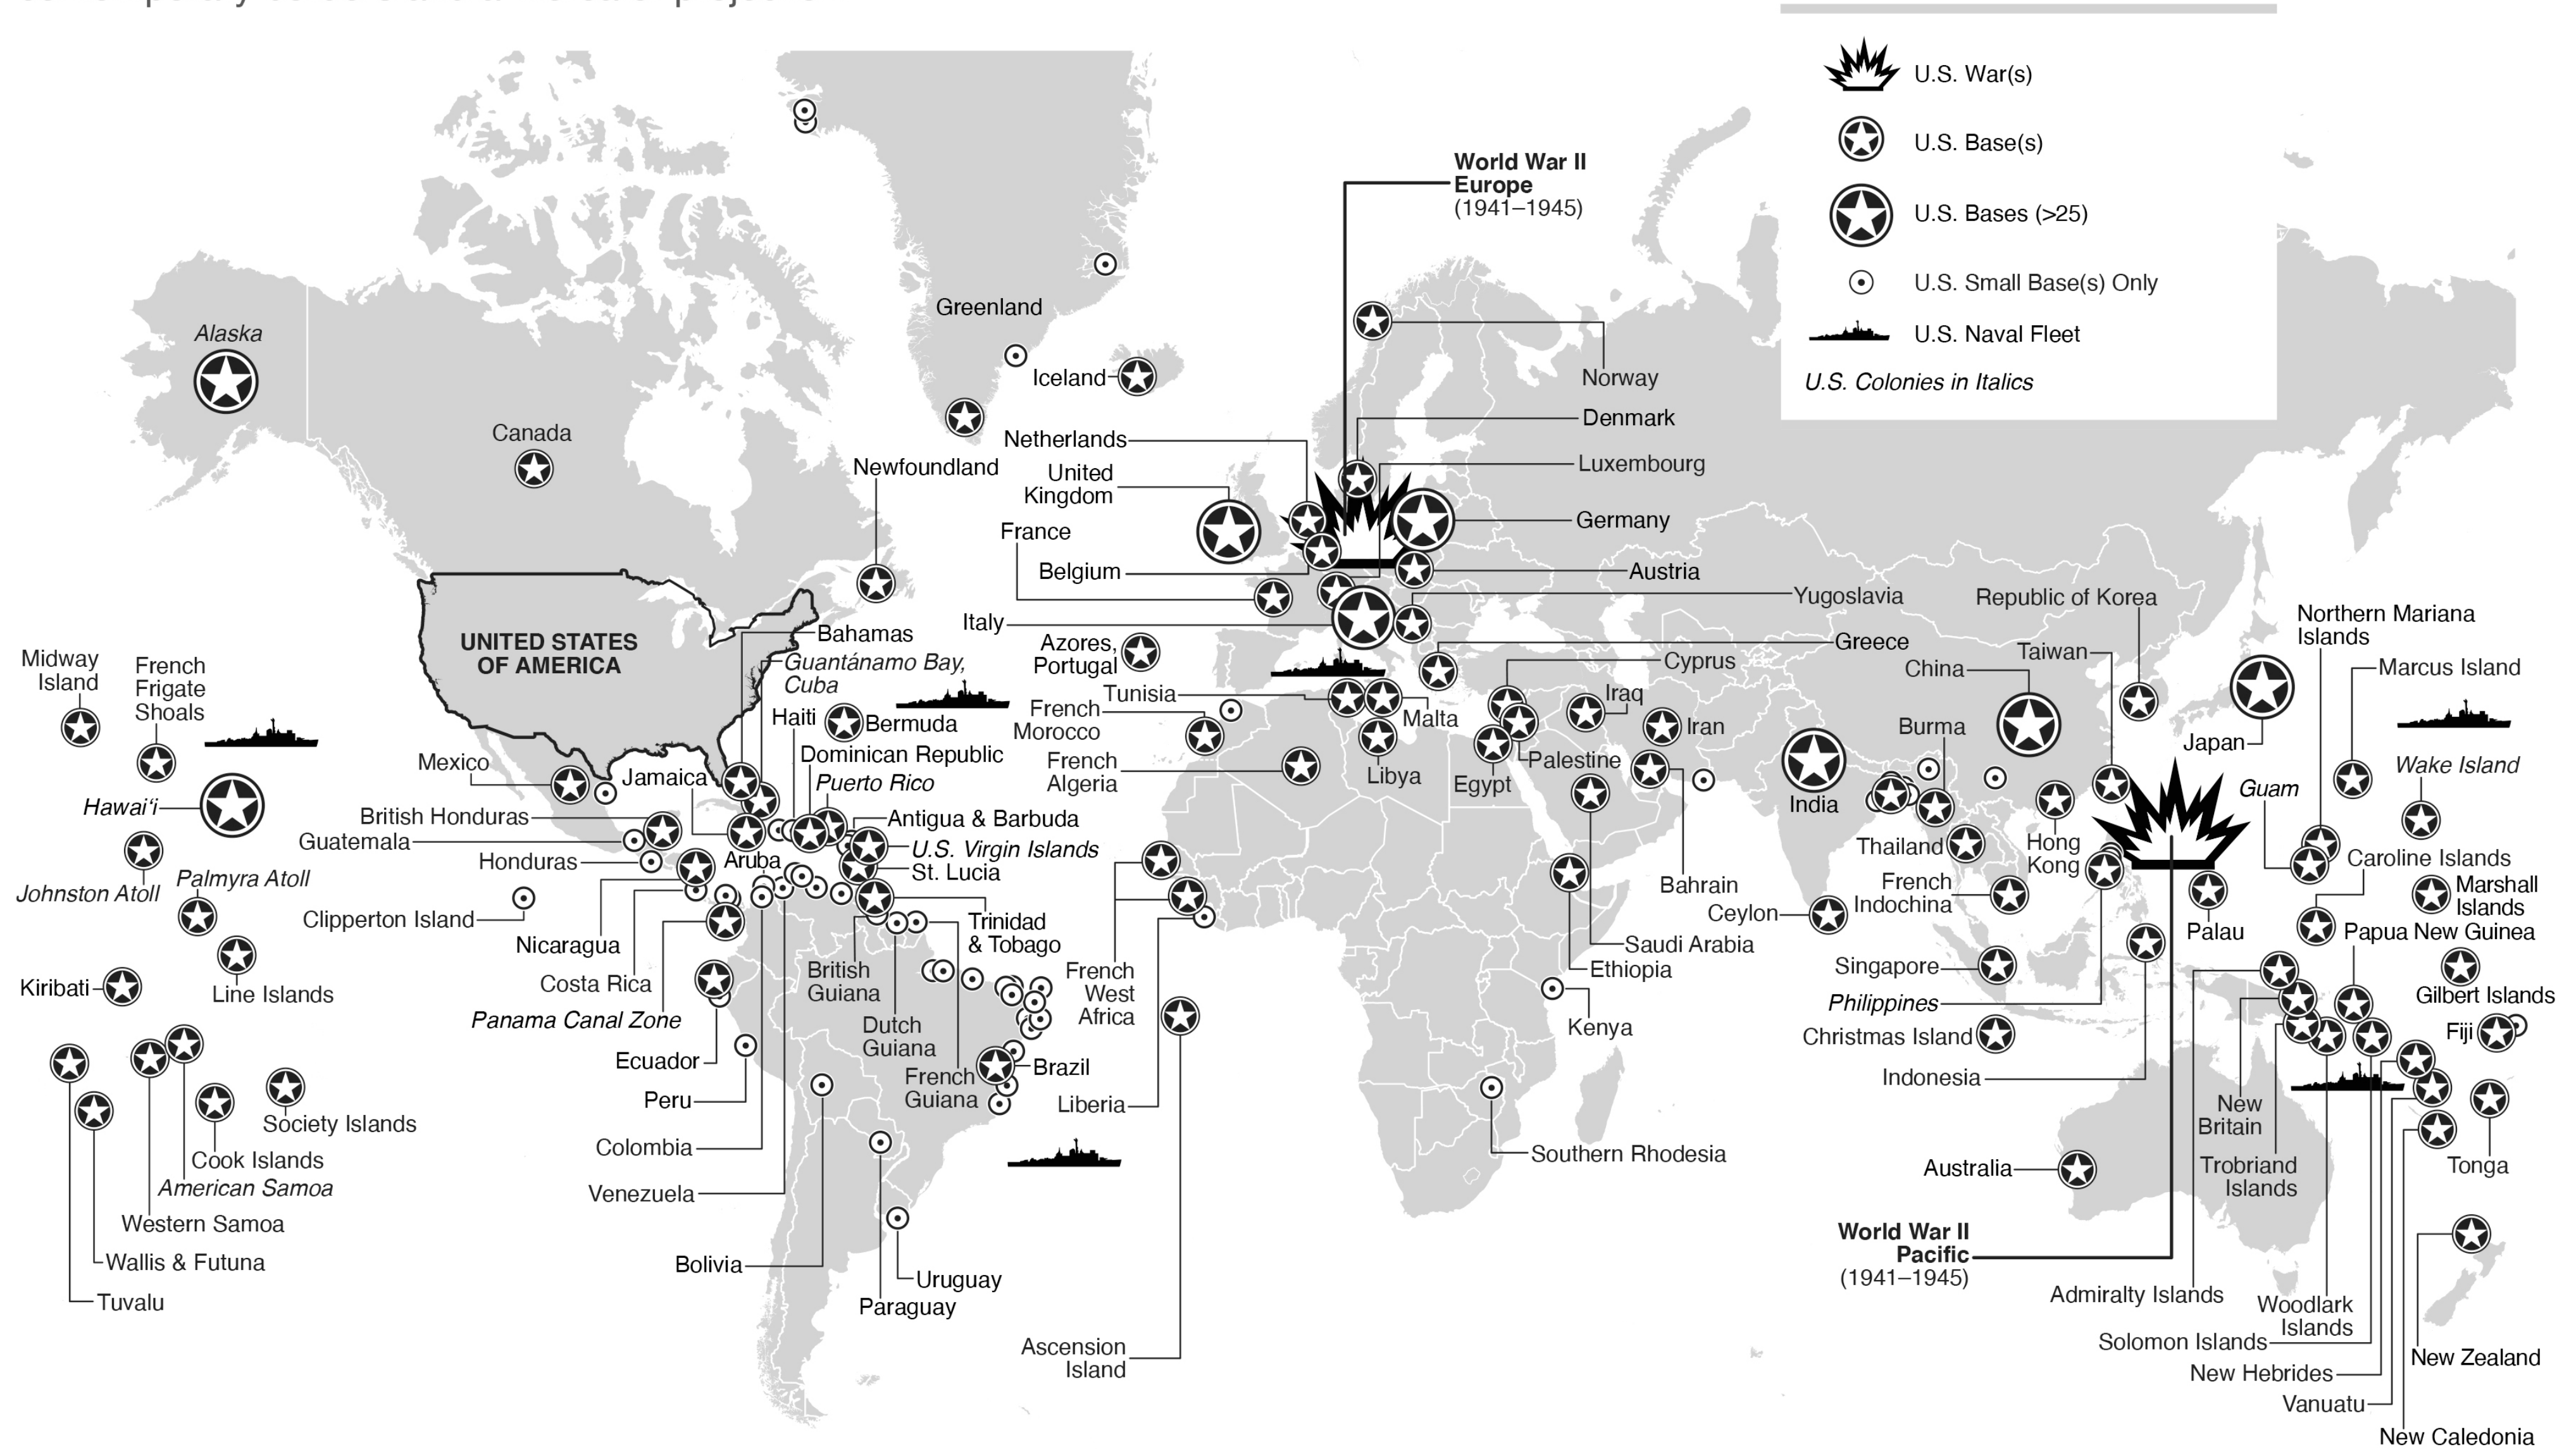 U.S. War(s)
U.S. Base(s)
U.S. Bases (>25)
U.S. Small Base(s) Only
U.S. Naval Fleet
U.S. Colonies in Italics
World War II
Europe
(1941–1945)
Greenland
Alaska
Iceland
Norway
Canada
Denmark
Netherlands
Newfoundland
United
Kingdom
Luxembourg
France
Germany
Belgium
Austria
Yugoslavia
Republic of Korea
Italy
Northern Mariana
Islands
UNITED STATES
OF AMERICA
Bahamas
Azores,
Portugal
Greece
Taiwan
Midway
Island
French
Frigate
Shoals
Guantánamo Bay,
Cuba
Cyprus
China
Marcus Island
Tunisia
Iraq
Haiti
Bermuda
French
Morocco
Malta
Iran
Burma
Japan
Mexico
Jamaica
Dominican Republic
Puerto Rico
French
Algeria
Libya
Egypt
Palestine
Wake Island
Guam
Hawai‘i
India
British Honduras
Antigua & Barbuda
Guatemala
U.S. Virgin Islands
Thailand
Hong
Kong
Honduras
Aruba
St. Lucia
Caroline Islands
Johnston Atoll
Palmyra Atoll
Bahrain
French
Indochina
Marshall
Islands
Clipperton Island
Ceylon
Trinidad
& Tobago
Palau
Papua New Guinea
Nicaragua
Saudi Arabia
Costa Rica
British
Guiana
French
West
Africa
Ethiopia
Singapore
Kiribati
Line Islands
Gilbert Islands
Panama Canal Zone
Philippines
Dutch
Guiana
Kenya
Christmas Island
Fiji
Ecuador
Brazil
French
Guiana
Indonesia
Peru
Liberia
New
Britain
Society Islands
Colombia
Southern Rhodesia
Cook Islands
Australia
Trobriand
Islands
Tonga
American Samoa
Venezuela
Western Samoa
World War II
Pacific
(1941–1945)
Wallis & Futuna
Bolivia
Uruguay
Tuvalu
Paraguay
Admiralty Islands
Woodlark
Islands
Ascension
Island
Solomon Islands
New Zealand
New Hebrides
Vanuatu
New Caledonia